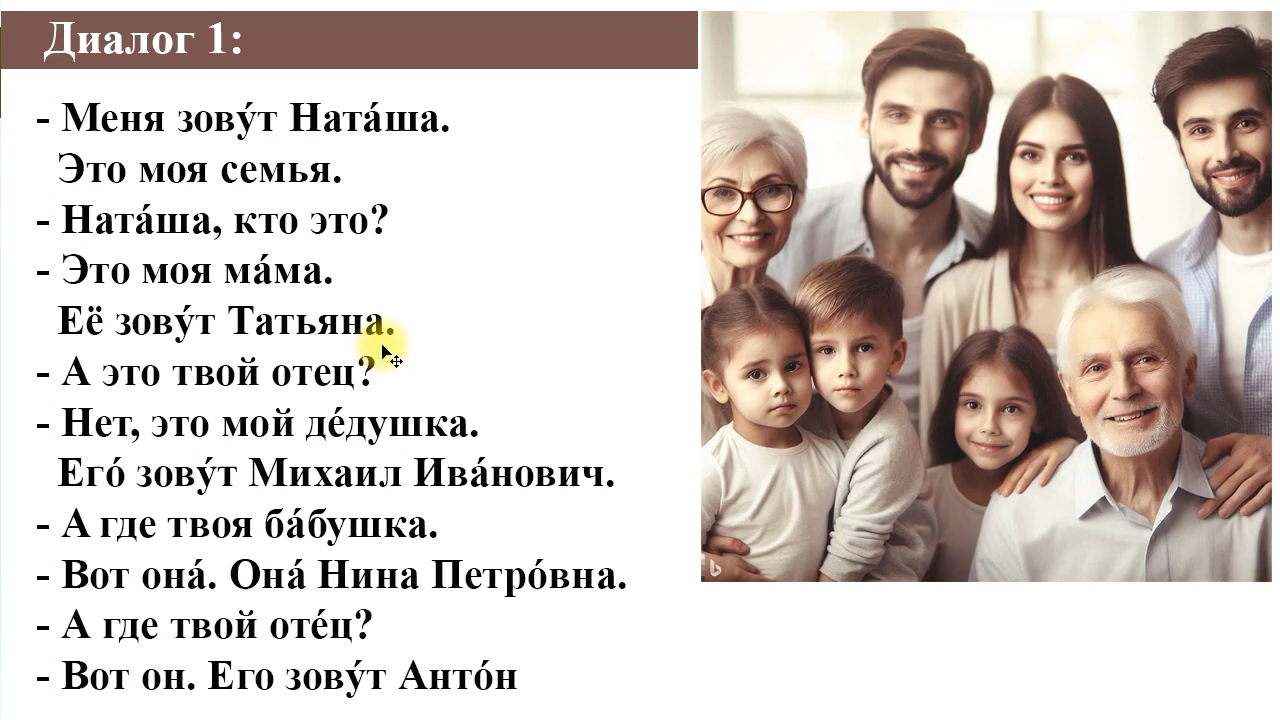 Диалог 1:
- Меня зову́т Ната́ша.
Это моя семья.
- Ната́ша, кто это?
- Это моя ма́ма.
Её зову́т Татьяна.
- А это твой отец?
- Нет, это мой де́душка.
Его́ зову́т Михаил Ива́нович.
- А где твоя ба́бушка.
- Вот она́. Она́ Нина Петро́вна.
- А где твой оте́ц?
- Вот он. Его зову́т Анто́н